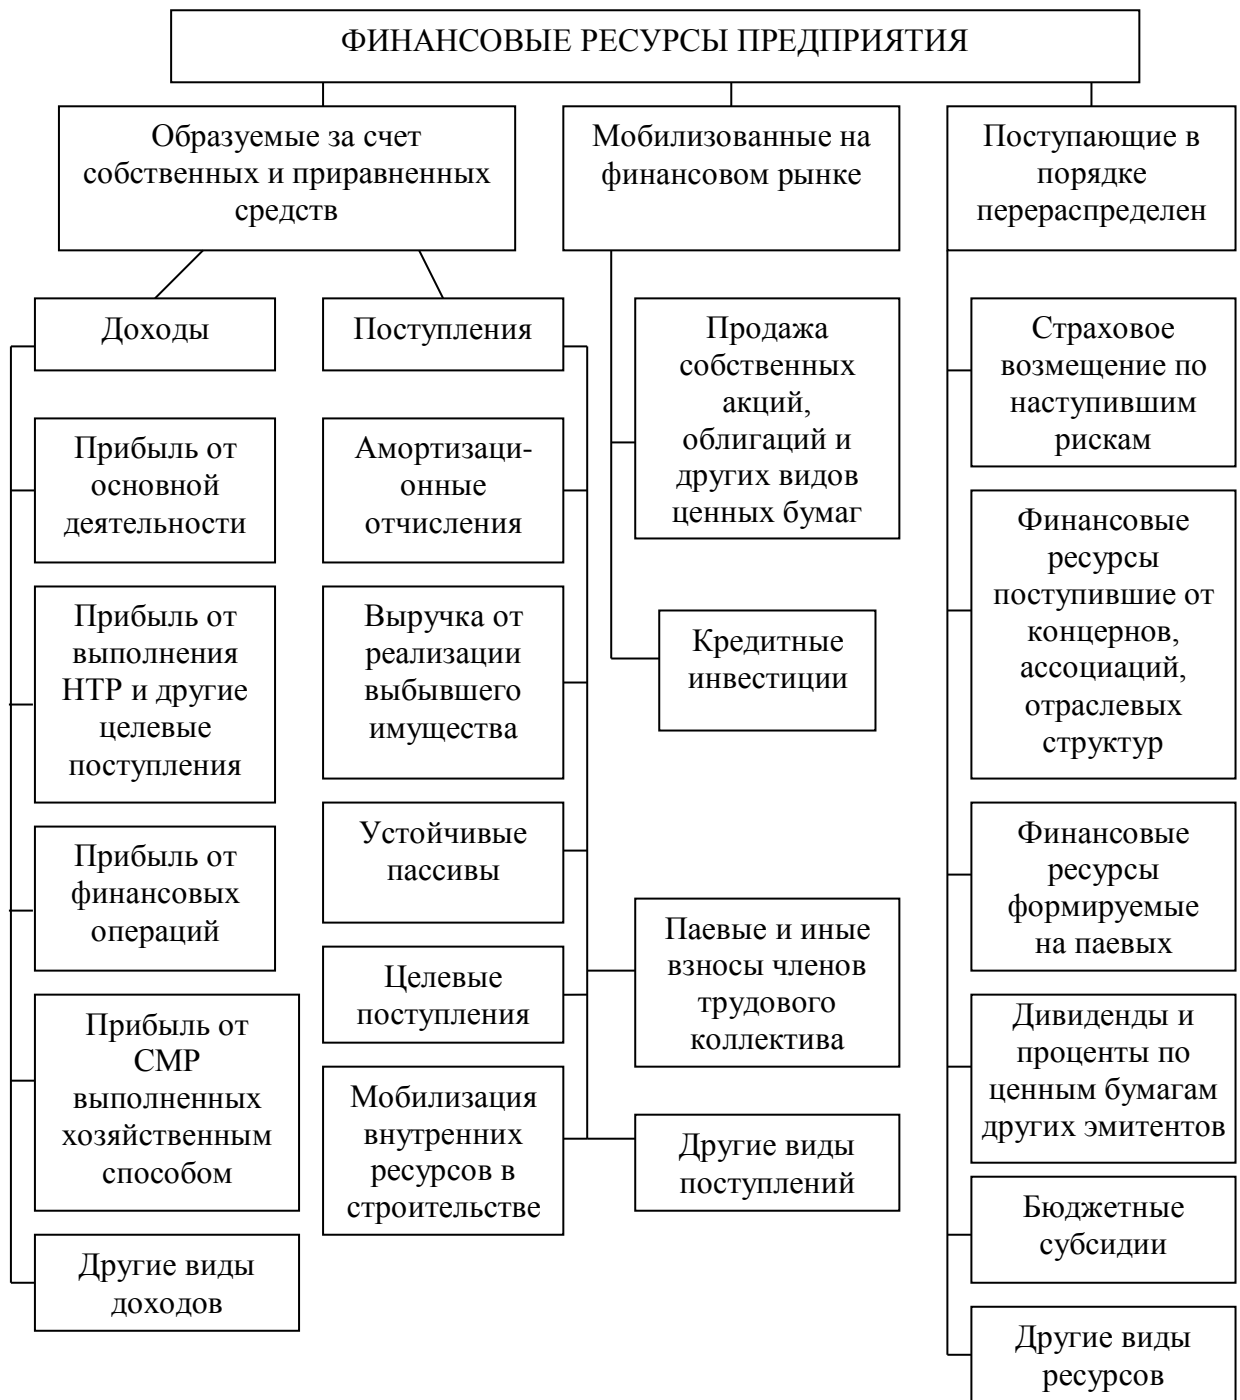 ФИНАНСОВЫЕ РЕСУРСЫ ПРЕДПРИЯТИЯ
Образуемые за счет
собственных и приравненных
средств
Доходы
Прибыль от
основной
деятельности
Прибыль от
выполнения
НТР и другие
целевые
поступления
Прибыль от
финансовых
операций
Прибыль от
СМР
выполненных
хозяйственным
способом
Другие виды
доходов
Поступления
Амортизаци-
онные
отчисления
Выручка от
реализации
выбывшего
имущества
Устойчивые
пассивы
Целевые
поступления
Мобилизация
внутренних
ресурсов в
строительстве
Паевые и иные
взносы членов
трудового
коллектива
Другие виды
поступлений
Мобилизованные на
финансовом рынке
Продажа
собственных
акций,
облигаций и
других видов
ценных бумаг
Кредитные
инвестиции
Поступающие в
порядке
перераспределен
Страховое
возмещение по
наступившим
рискам
Финансовые
ресурсы
поступившие от
концернов,
ассоциаций,
отраслевых
структур
Финансовые
ресурсы
формируемые
на паевых
Дивиденды и
проценты по
ценным бумагам
других эмитентов
Бюджетные
субсидии
Другие виды
ресурсов